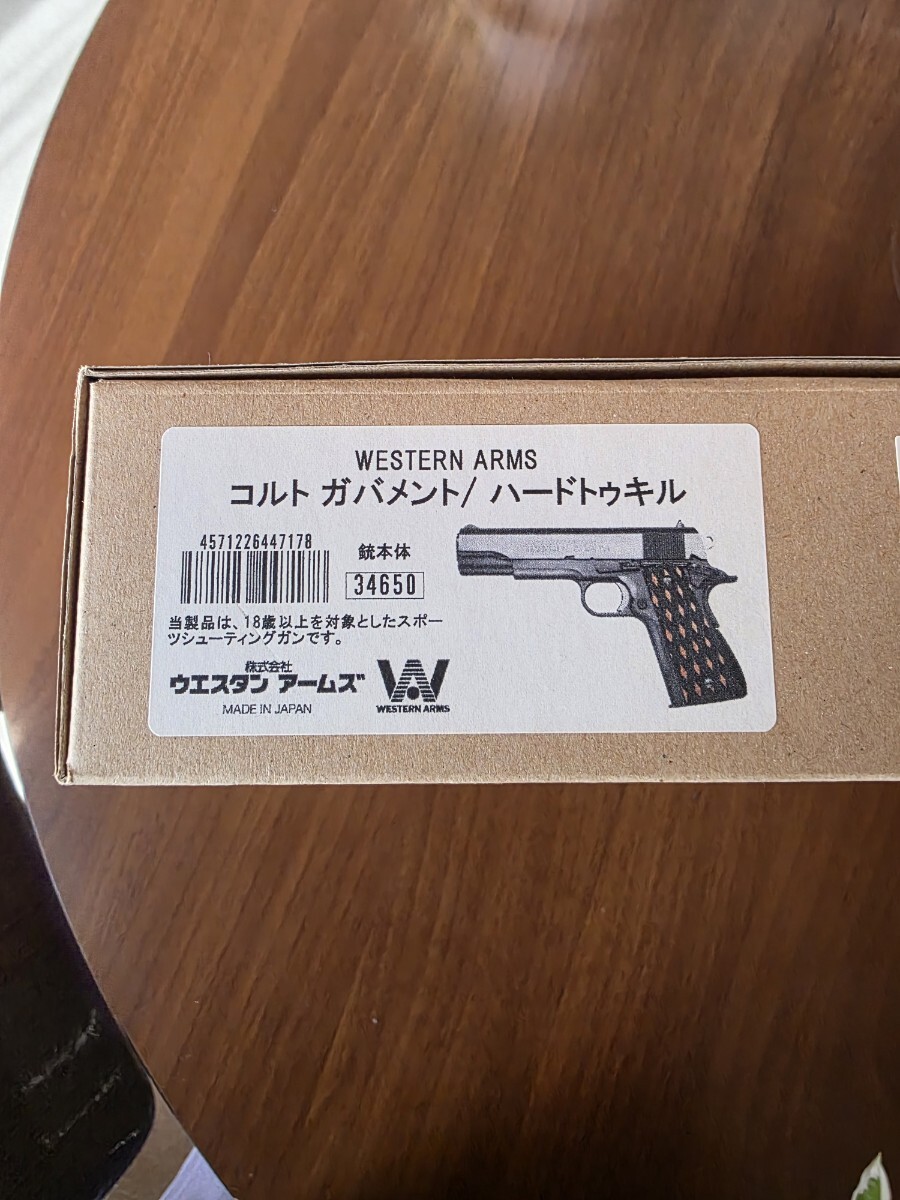 WESTERN ARMS
コルト ガバメント/ ハードトゥキル
4571226447178
銃本体
34650
当製品は、18歳以上を対象としたスポー
ツシューティングガンです。
株式会社
ウエスタン アームズ
MADE IN JAPAN
WESTERN ARMS